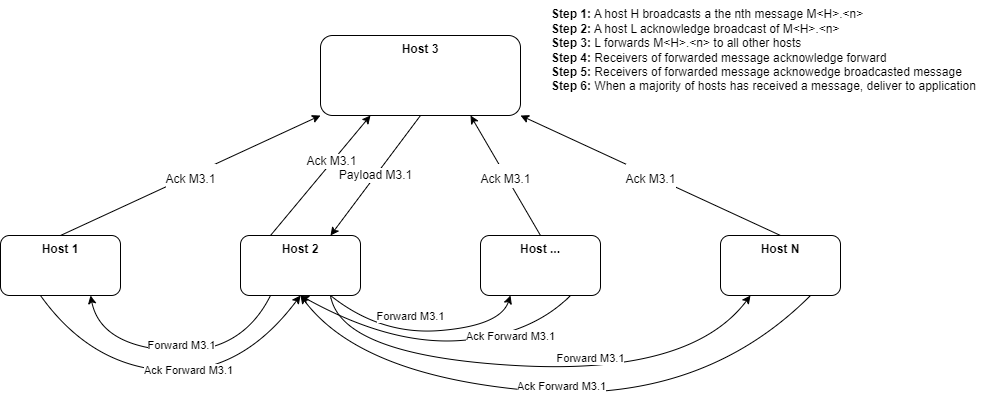 Step 1: A host H broadcasts a the nth message M<H>.<n>
Step 2: A host L acknowledge broadcast of M<H>.<n>
Step 3: L forwards M<H>.<n> to all other hosts
Step 4: Receivers of forwarded message acknowledge forward
Step 5: Receivers of forwarded message acknowedge broadcasted message
Step 6: When a majority of hosts has received a message, deliver to application
Host 3
Ack M3.1
Ack M3.1
Payload M3.1
Ack M3.1
Ack M3.1
Host 1
Host 2
Host ...
Host N
Forward M3.1
Ack Forward M3.1
Forward M3.1
Ack Forward M3.1
Forward M3.1
Ack Forward M3.1